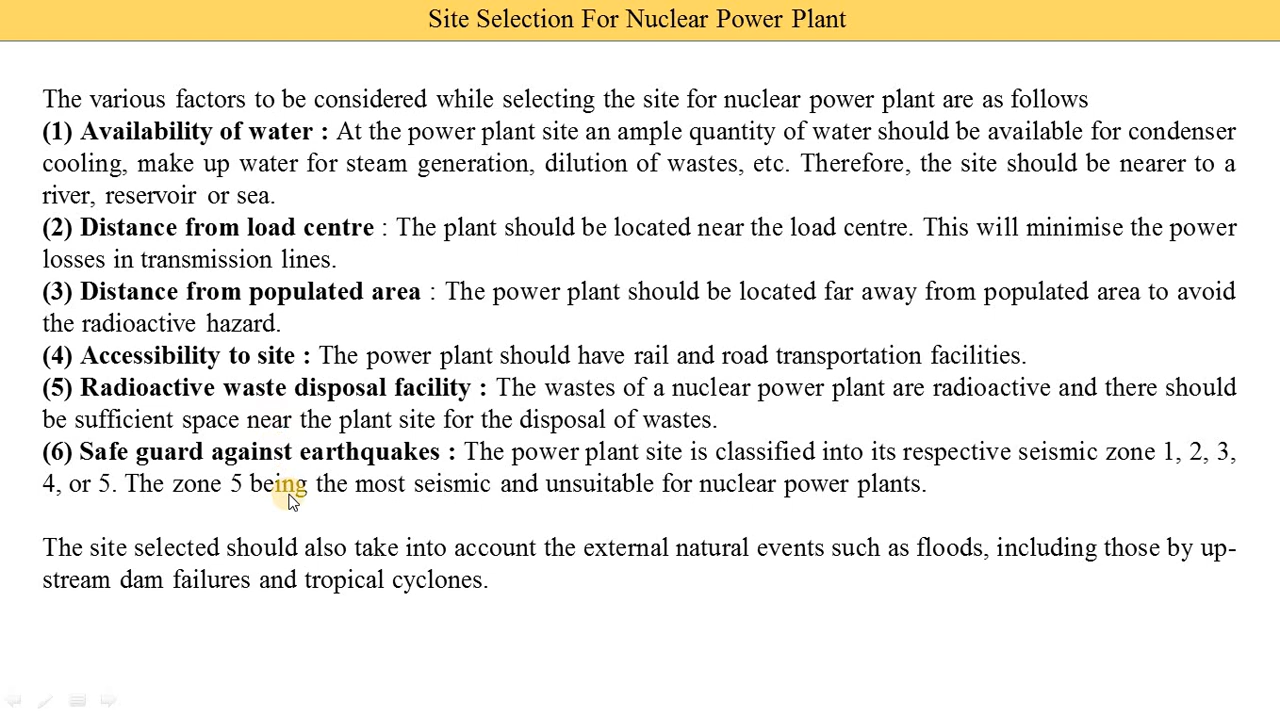 Site Selection For Nuclear Power Plant
The various factors to be considered while selecting the site for nuclear power plant are as follows
(1) Availability of water : At the power plant site an ample quantity of water should be available for condenser
cooling, make up water for steam generation, dilution of wastes, etc. Therefore, the site should be nearer to a
river, reservoir or sea.
(2) Distance from load centre : The plant should be located near the load centre. This will minimise the power
losses in transmission lines.
(3) Distance from populated area : The power plant should be located far away from populated area to avoid
the radioactive hazard.
(4) Accessibility to site : The power plant should have rail and road transportation facilities.
(5) Radioactive waste disposal facility : The wastes of a nuclear power plant are radioactive and there should
be sufficient space near the plant site for the disposal of wastes.
(6) Safe guard against earthquakes : The power plant site is classified into its respective seismic zone 1, 2, 3,
4, or 5. The zone 5 being the most seismic and unsuitable for nuclear power plants.
The site selected should also take into account the external natural events such as floods, including those by up-
stream dam failures and tropical cyclones.